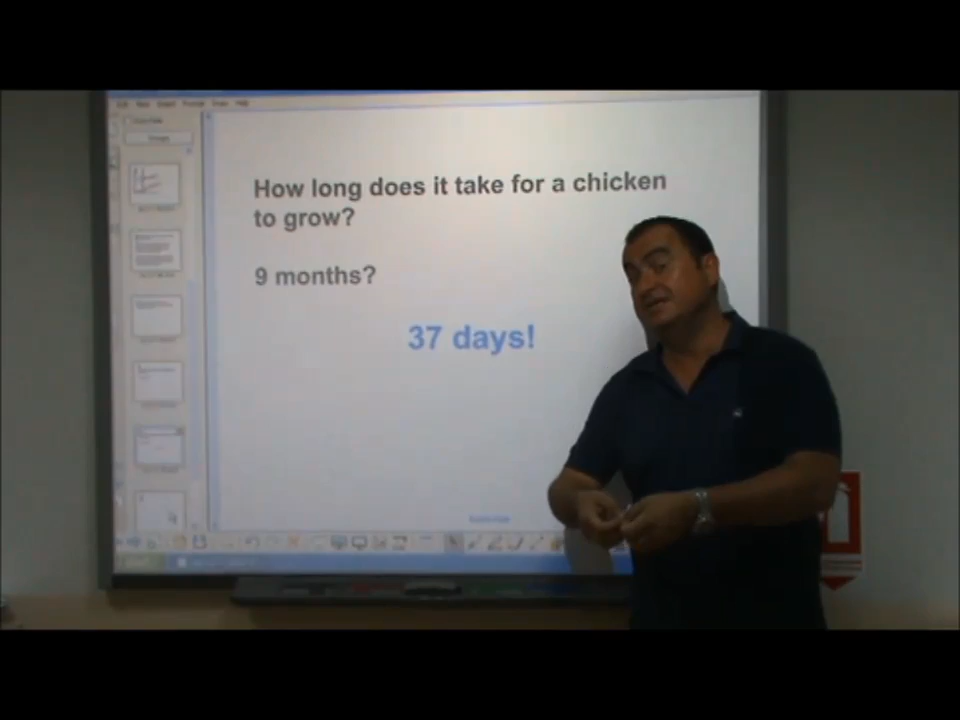 How long does it take for a chicken
to grow?
9 months?
37 days!